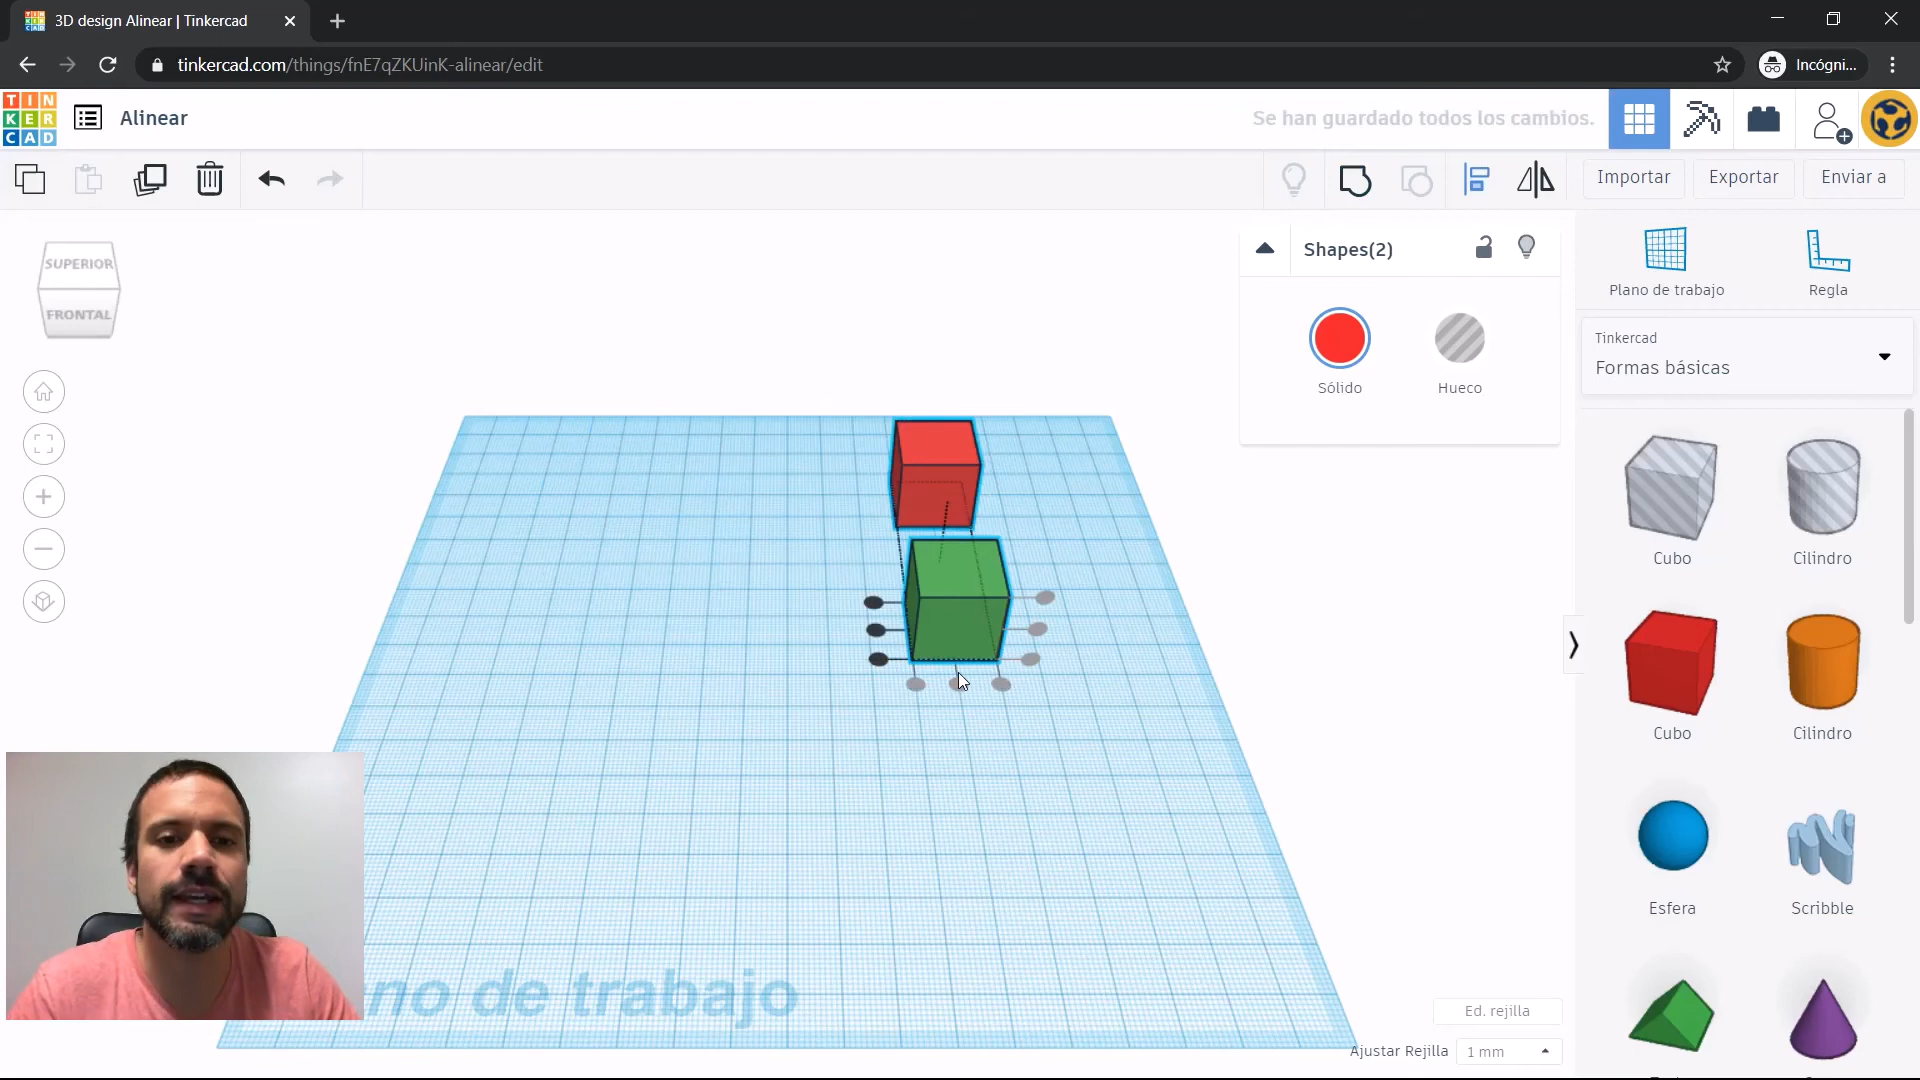 3D design Alinear | Tinkercad
tinkercad.com/things/fnE7qZKUinK-alinear/edit
Incógni...
TIN
KER
CAD
Alinear
Se han guardado todos los cambios.
Importar
Exportar
Enviar a
SUPERIOR
FRONTAL
Shapes(2)
Sólido
Hueco
Plano de trabajo
Regla
Tinkercad
Formas básicas
Cubo
Cilindro
Cubo
Cilindro
Esfera
Scribble
no de trabajo
Ed. rejilla
Ajustar Rejilla
1 mm